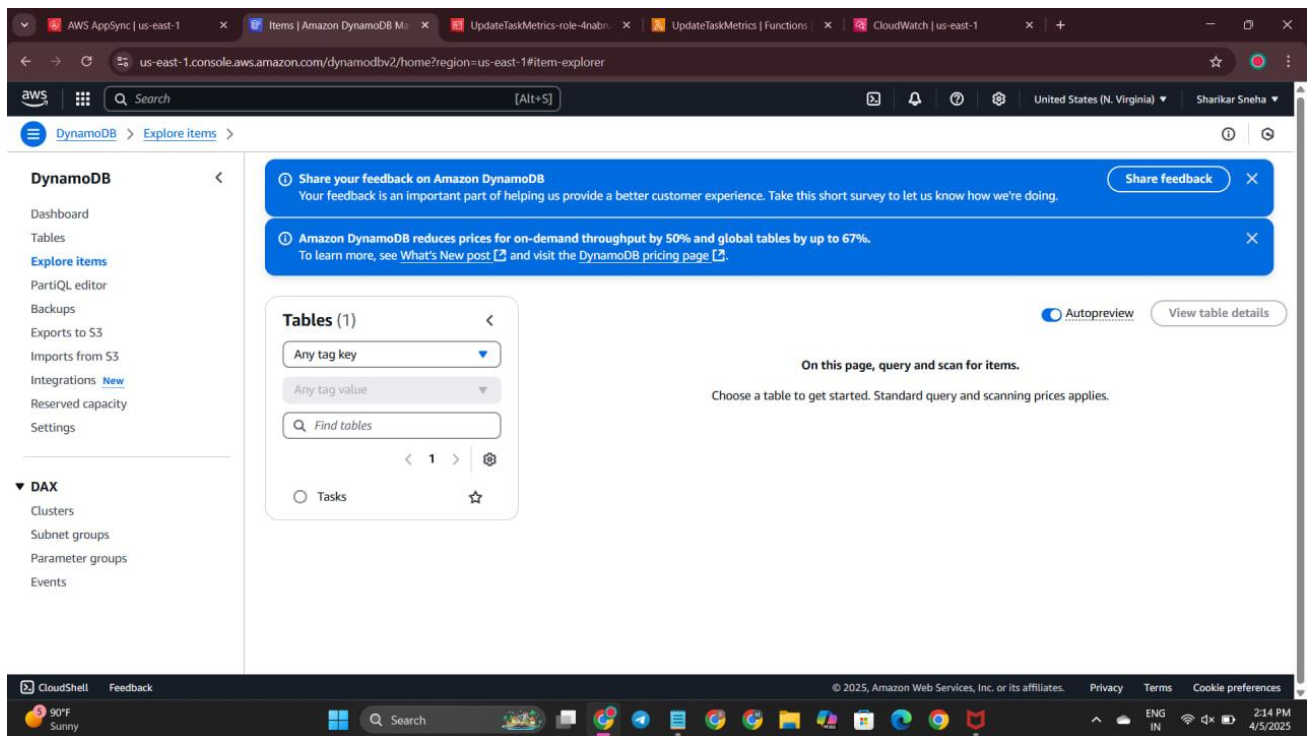 AWS AppSync | us-east-1
Items | Amazon DynamoDB Ma
UpdateTaskMetrics-role-4nabru
UpdateTaskMetrics | Functions
CloudWatch | us-east-1
us-east-1.console.aws.amazon.com/dynamodbv2/home?region=us-east-1#item-explorer
aws
Search
[Alt+S]
United States (N. Virginia)
Sharikar Sneha
DynamoDB > Explore items >
DynamoDB
Dashboard
Tables
Explore items
PartiQL editor
Backups
Exports to S3
Imports from S3
Integrations New
Reserved capacity
Settings
DAX
Clusters
Subnet groups
Parameter groups
Events
Share your feedback on Amazon DynamoDB
Your feedback is an important part of helping us provide a better customer experience. Take this short survey to let us know how we're doing.
Share feedback
Amazon DynamoDB reduces prices for on-demand throughput by 50% and global tables by up to 67%.
To learn more, see What's New post and visit the DynamoDB pricing page.
Tables (1)
Any tag key
Any tag value
Find tables
1
Tasks
Autopreview
View table details
On this page, query and scan for items.
Choose a table to get started. Standard query and scanning prices applies.
CloudShell Feedback
© 2025, Amazon Web Services, Inc. or its affiliates. Privacy Terms Cookie preferences
5
90°F
Sunny
Search
ENG
IN
2:14 PM
4/5/2025